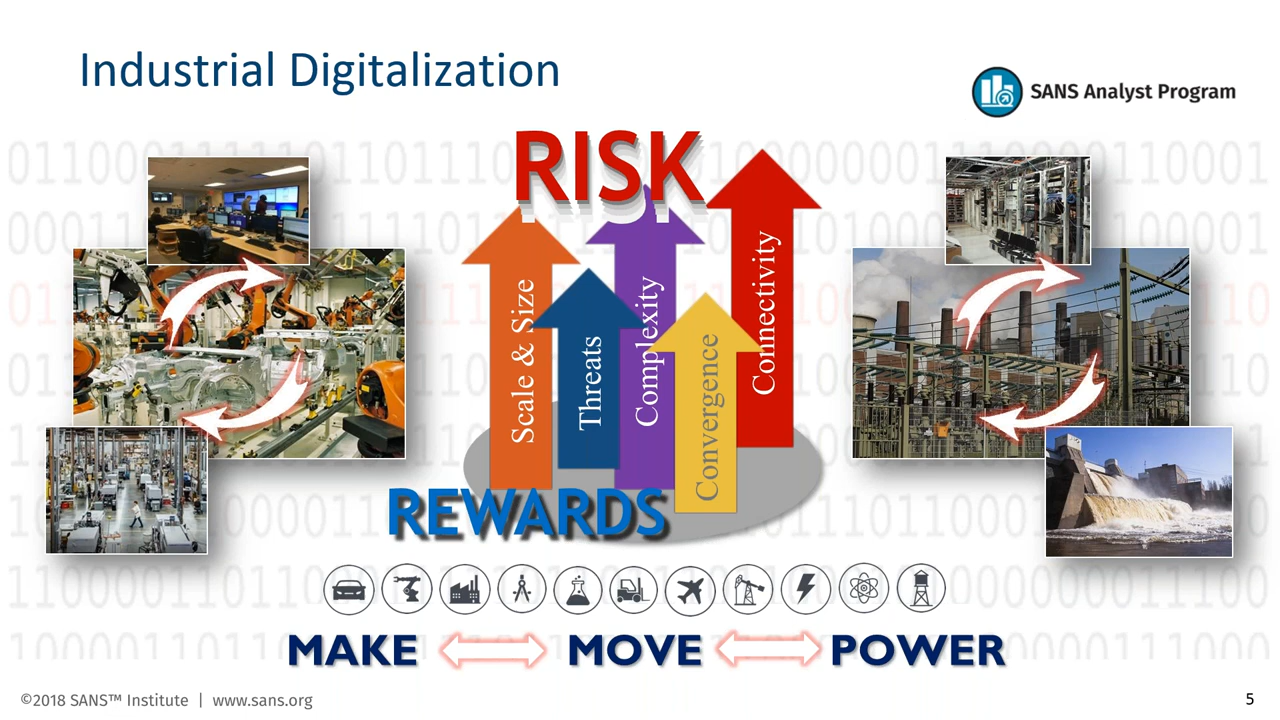 Industrial Digitalization
SANS Analyst Program
RISK
Scale & Size
Threats
Complexity
Convergence
Connectivity
REWARDS
MAKE MOVE POWER
©2018 SANS™ Institute | www.sans.org
5